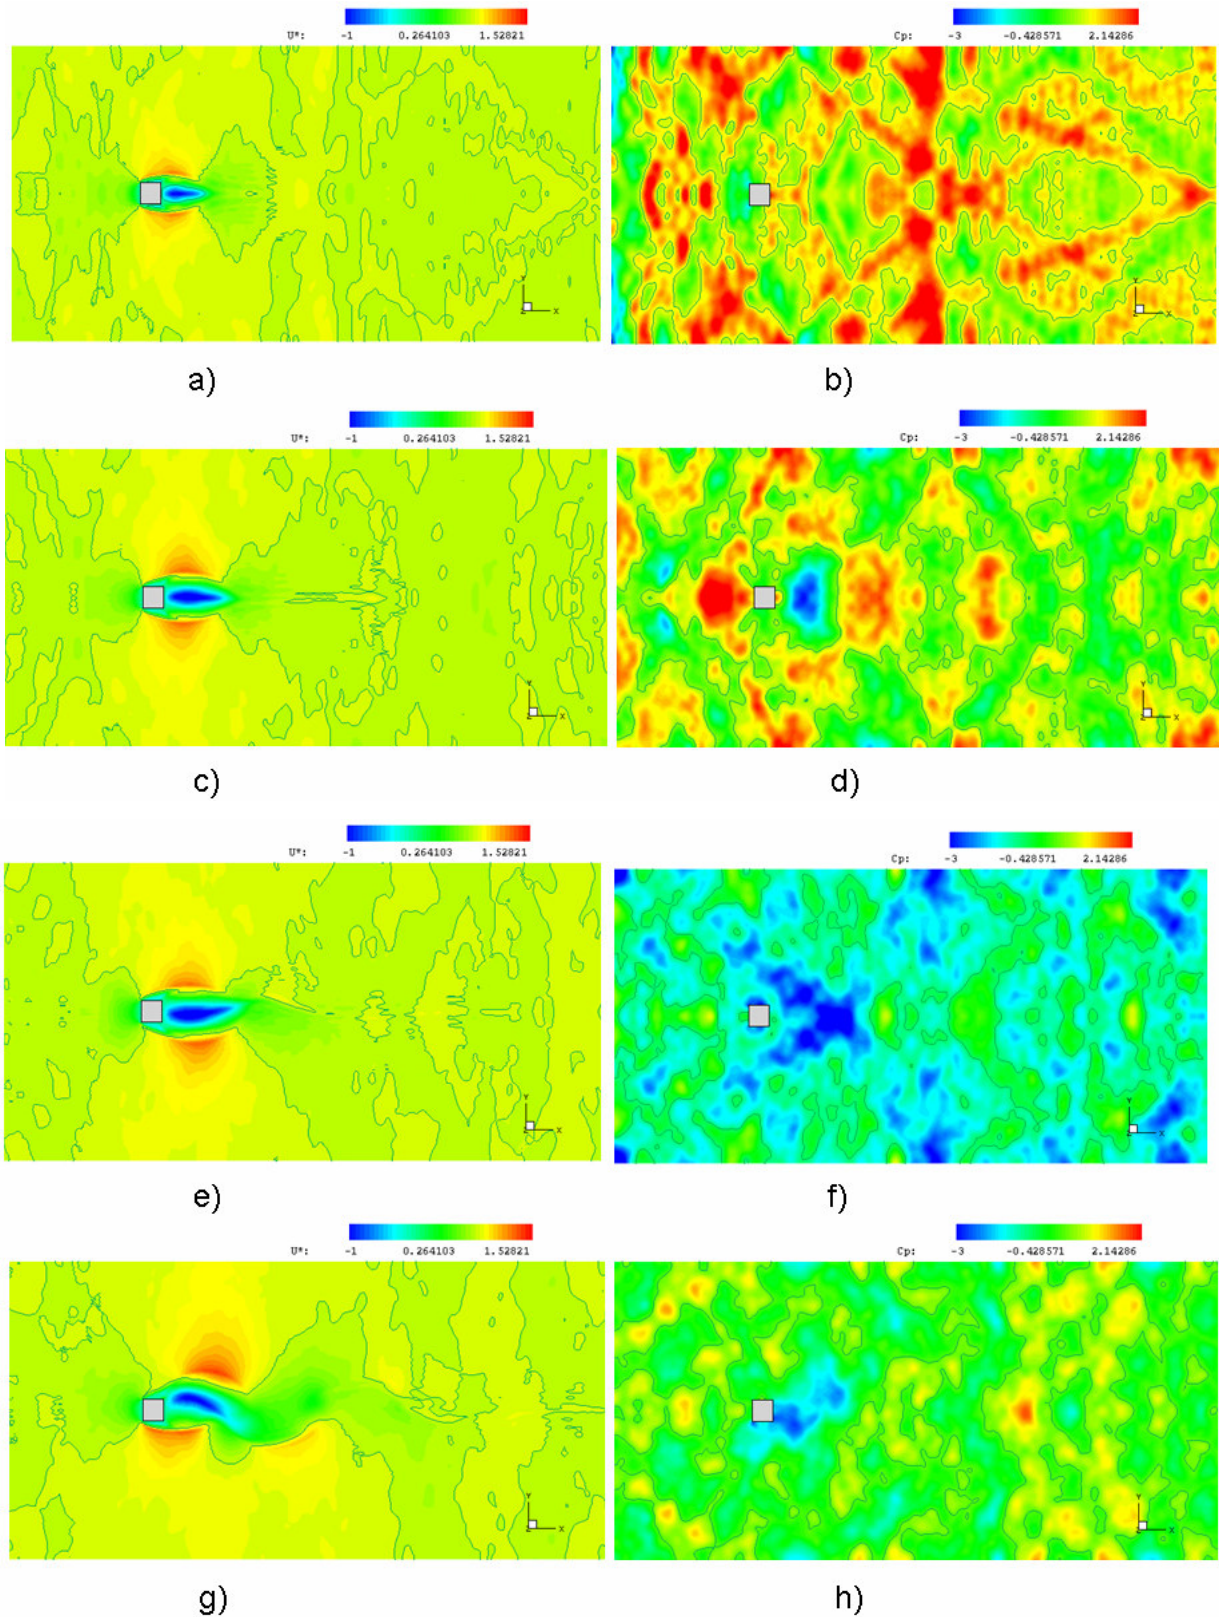 U*: -1 0.264103 1.52821
Cp: -3 -0.428571 2.14286
Y
Z X
Y
Z X
a)
b)
U*: -1 0.264103 1.52821
Cp: -3 -0.428571 2.14286
Y
Z X
Y
Z X
c)
d)
U*: -1 0.264103 1.52821
Cp: -3 -0.428571 2.14286
Y
Z X
Y
Z X
e)
f)
U*: -1 0.264103 1.52821
Cp: -3 -0.428571 2.14286
Y
Z X
Y
Z X
g)
h)